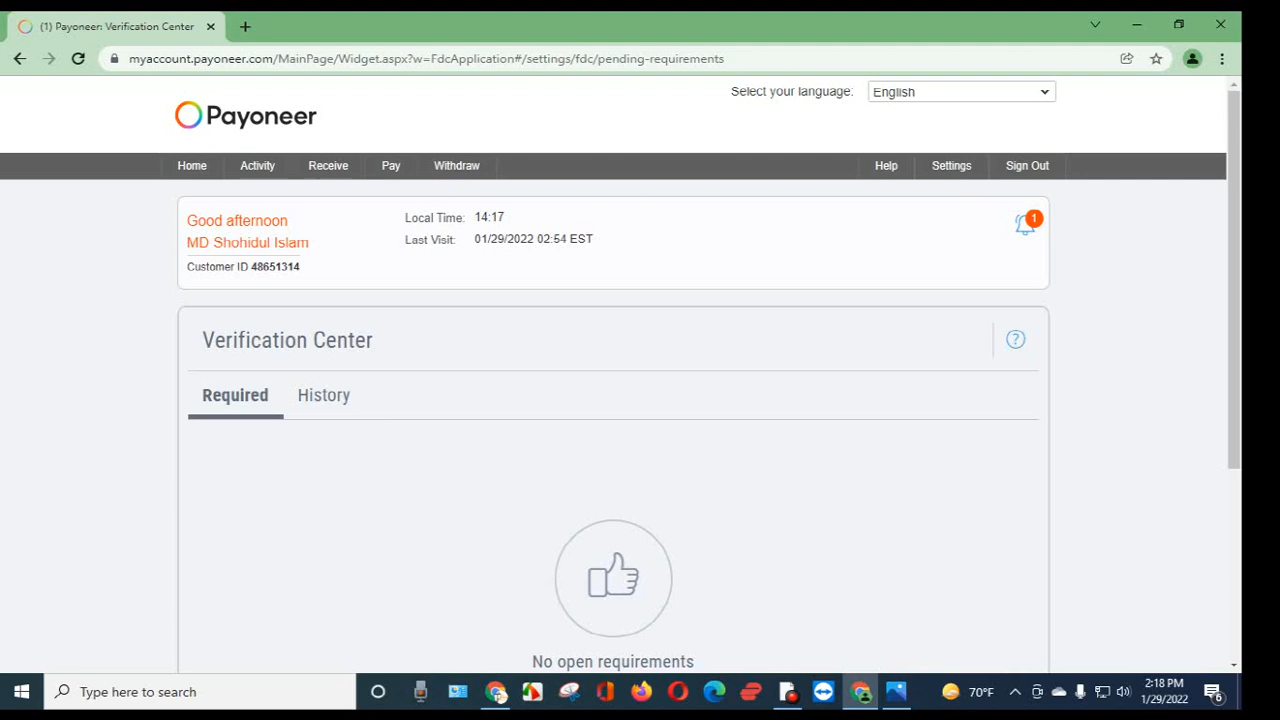 (1) Payoneer: Verification Center
myaccount.payoneer.com/MainPage/Widget.aspx?w=FdcApplication#/settings/fdc/pending-requirements
Select your language: English
Payoneer
Home Activity Receive Pay Withdraw Help Settings Sign Out
Good afternoon
MD Shohidul Islam
Customer ID 48651314
Local Time: 14:17
Last Visit: 01/29/2022 02:54 EST
1
Verification Center
?
Required History
No open requirements
Type here to search
70°F
2:18 PM
1/29/2022
6